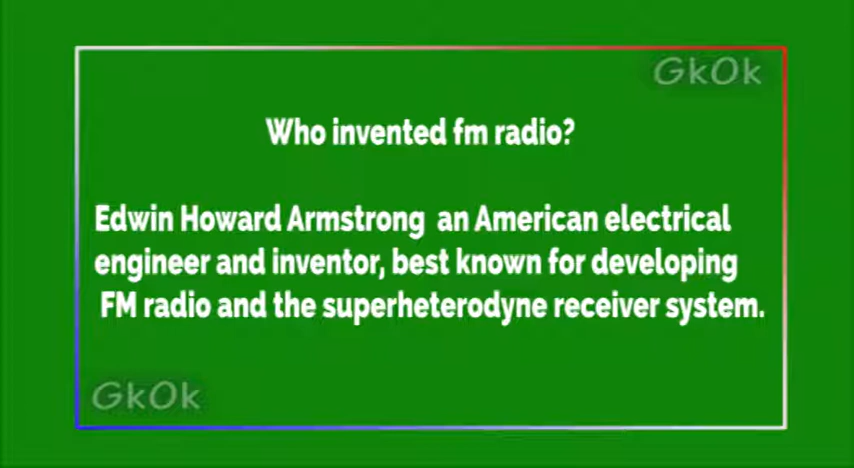 GkOk
Who invented fm radio?
Edwin Howard Armstrong an American electrical
engineer and inventor, best known for developing
FM radio and the superheterodyne receiver system.
GkOk